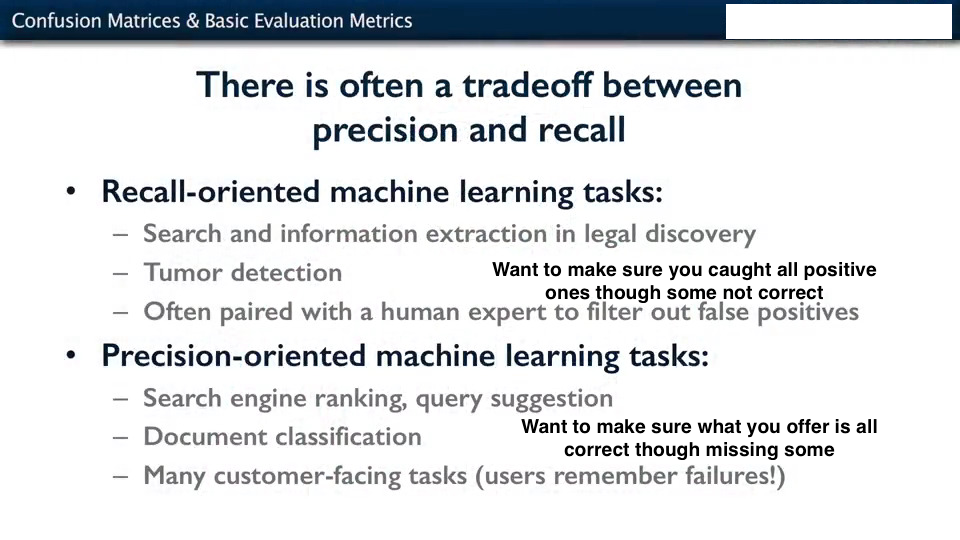 Confusion Matrices & Basic Evaluation Metrics
There is often a tradeoff between
precision and recall
• Recall-oriented machine learning tasks:
– Search and information extraction in legal discovery
– Tumor detection
Want to make sure you caught all positive
ones though some not correct
– Often paired with a human expert to filter out false positives
• Precision-oriented machine learning tasks:
– Search engine ranking, query suggestion
– Document classification
Want to make sure what you offer is all
correct though missing some
– Many customer-facing tasks (users remember failures!)